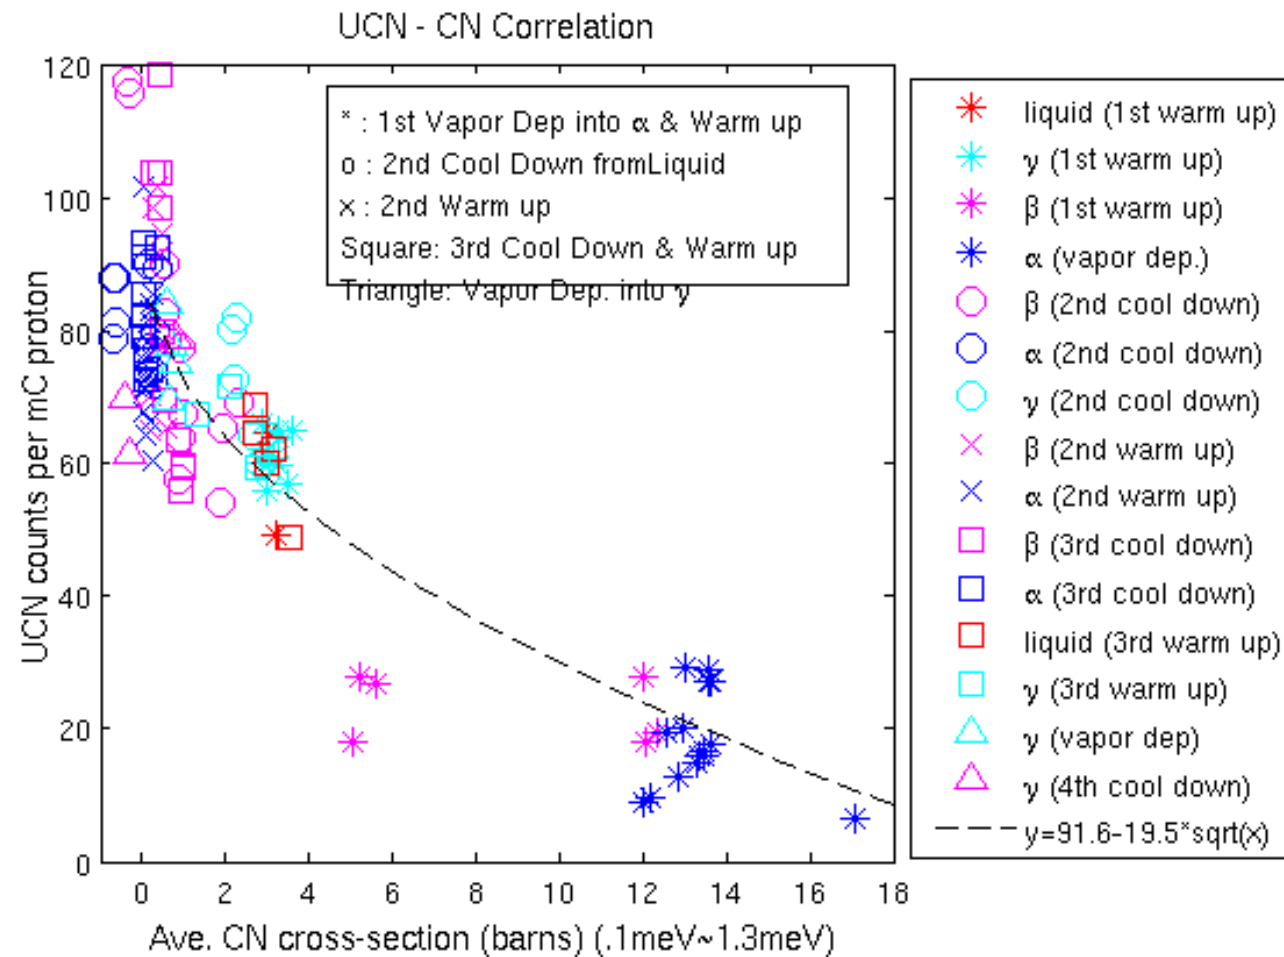 UCN - CN Correlation
120
100
80
60
40
20
0
UCN counts per mC proton
* : 1st Vapor Dep into α & Warm up
o : 2nd Cool Down fromLiquid
x : 2nd Warm up
Square: 3rd Cool Down & Warm up
Triangle: Vapor Dep. into γ
0 2 4 6 8 10 12 14 16 18
Ave. CN cross-section (barns) (.1meV~1.3meV)
liquid (1st warm up)
γ (1st warm up)
β (1st warm up)
α (vapor dep.)
β (2nd cool down)
α (2nd cool down)
γ (2nd cool down)
β (2nd warm up)
α (2nd warm up)
β (3rd cool down)
α (3rd cool down)
liquid (3rd warm up)
γ (3rd warm up)
γ (vapor dep)
γ (4th cool down)
y=91.6-19.5*sqrt(x)